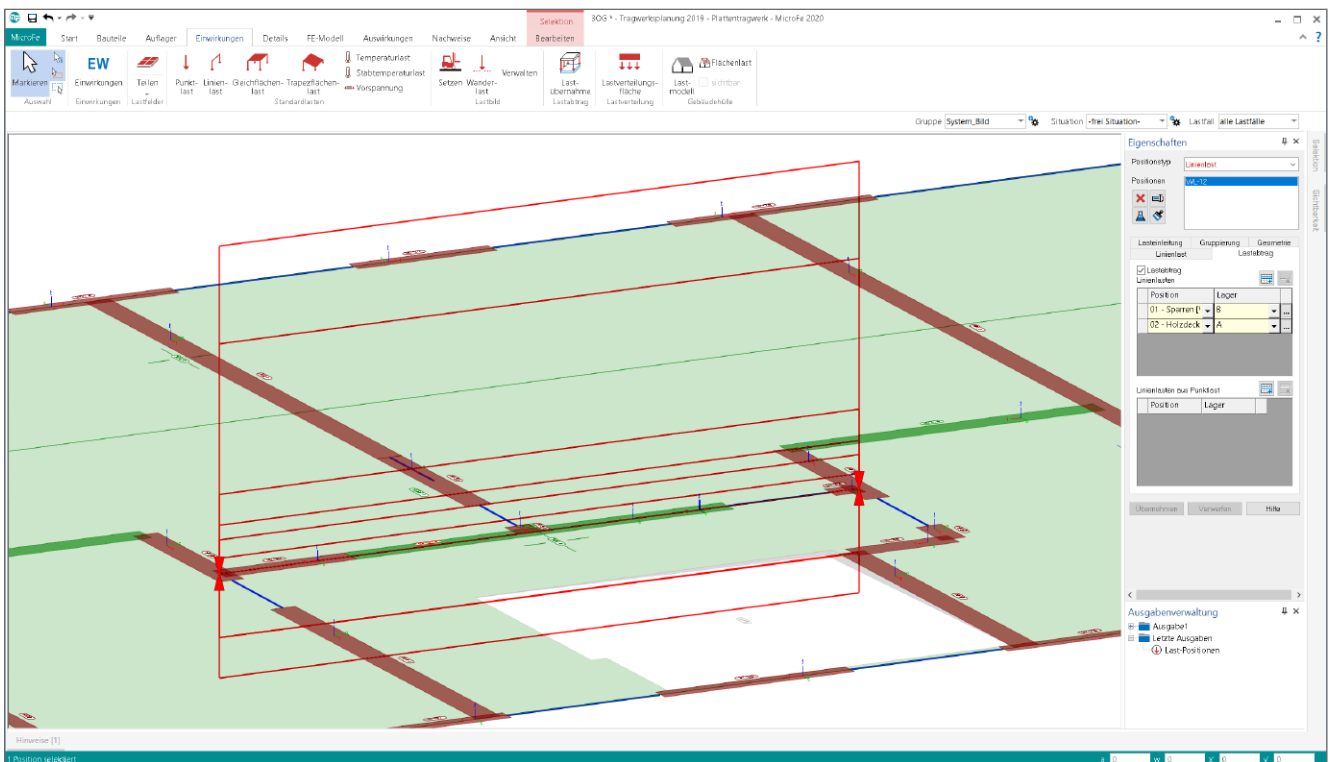 Selektion
3OG * - Tragwerksplanung 2019 - Plattentragwerk - MicroFe 2020
MicroFe Start Bauteile Auflager Einwirkungen Details FE-Modell Auswirkungen Nachweise Ansicht Bearbeiten
Markieren
EW
Einwirkungen
Teilen
Punkt-last
Linien-last
Gleichflächen-last
Trapezflächen-last
Temperaturlast
Stabtemperaturlast
Vorspannung
Setzen
Wander-last
Verwalten
Last-übernahme
Lastverteilungs-fläche
Last-modell
Flächenlast
sichtbar
Auswahl Einwirkungen Lastfelder Standardlasten Lastbild Lastabtrag Lastverteilung Gebäudehülle
Gruppe System_Bild Situation -frei Situation- Lastfall alle Lastfälle
Eigenschaften
Positionstyp Linienlast
Positionen
Lasteinleitung Gruppierung Geometrie
Linienlast Lastabtrag
Lastabtrag
Linienlasten
Position Lager
01 - Sparren [ B ...
02 - Holzdeck A ...
Linienlasten aus Punktlast
Position Lager
Übernehmen Verwerfen Hilfe
Ausgabenverwaltung
Ausgabe1
Letzte Ausgaben
Last-Positionen
Selektion
Sichtbarkeit
Hinweise [1]
1 Position selektiert
a 0 w 0 x 0 y 0